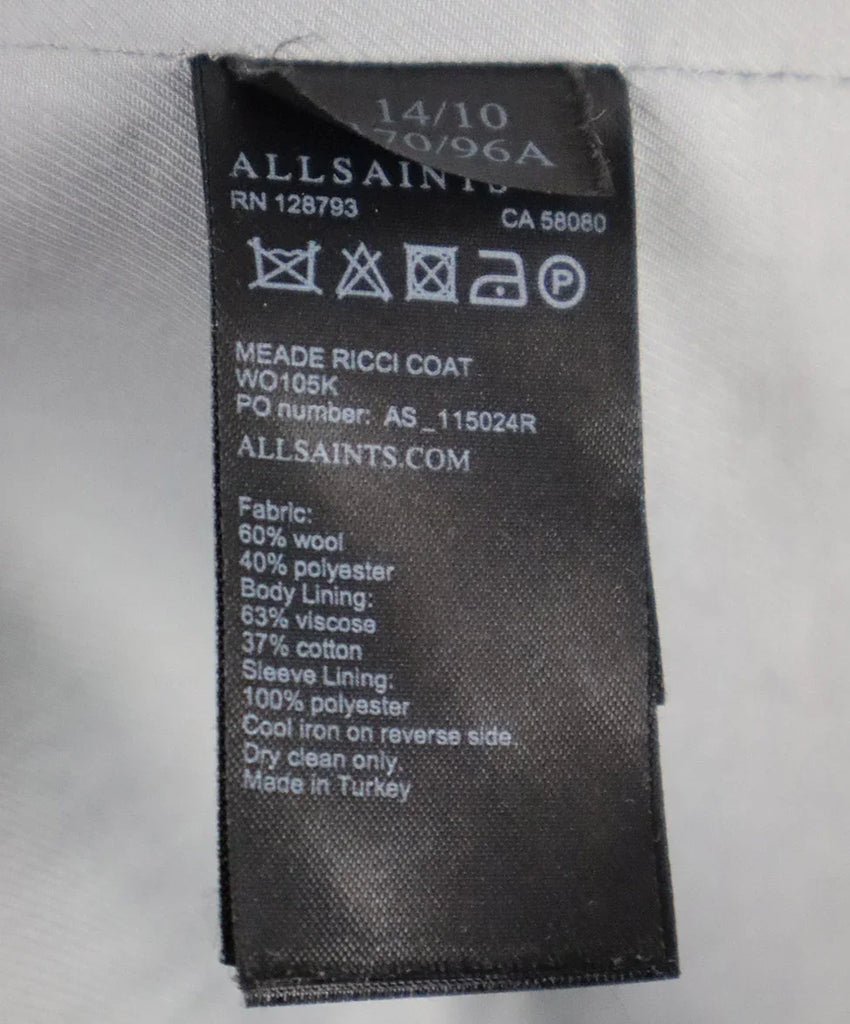 14/10
70/96A
ALLSAINTS
RN 128793
CA 58080
P
MEADE RICCI COAT
WO105K
PO number: AS_115024R
ALLSAINTS.COM
Fabric:
60% wool
40% polyester
Body Lining:
63% viscose
37% cotton
Sleeve Lining:
100% polyester
Cool iron on reverse side.
Dry clean only.
Made in Turkey